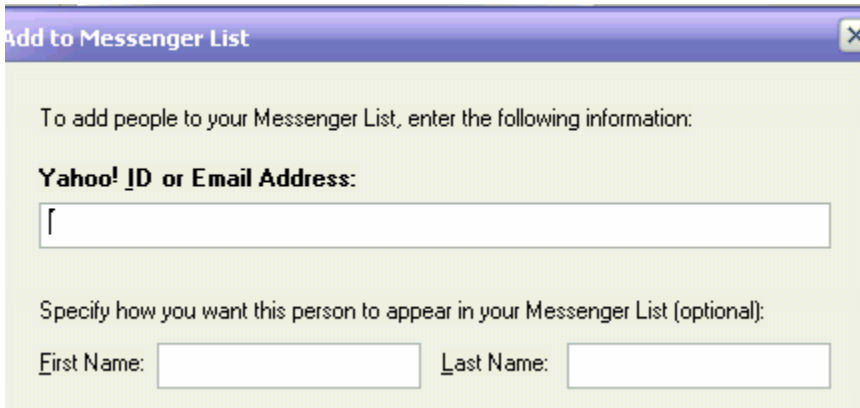 Add to Messenger List
To add people to your Messenger List, enter the following information:
Yahoo! ID or Email Address:
Specify how you want this person to appear in your Messenger List (optional):
First Name: Last Name: